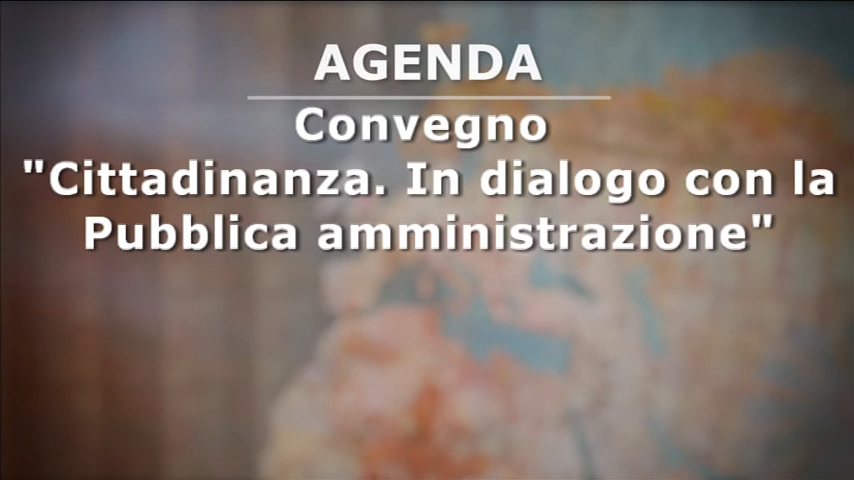 AGENDA
Convegno
"Cittadinanza. In dialogo con la
Pubblica amministrazione"